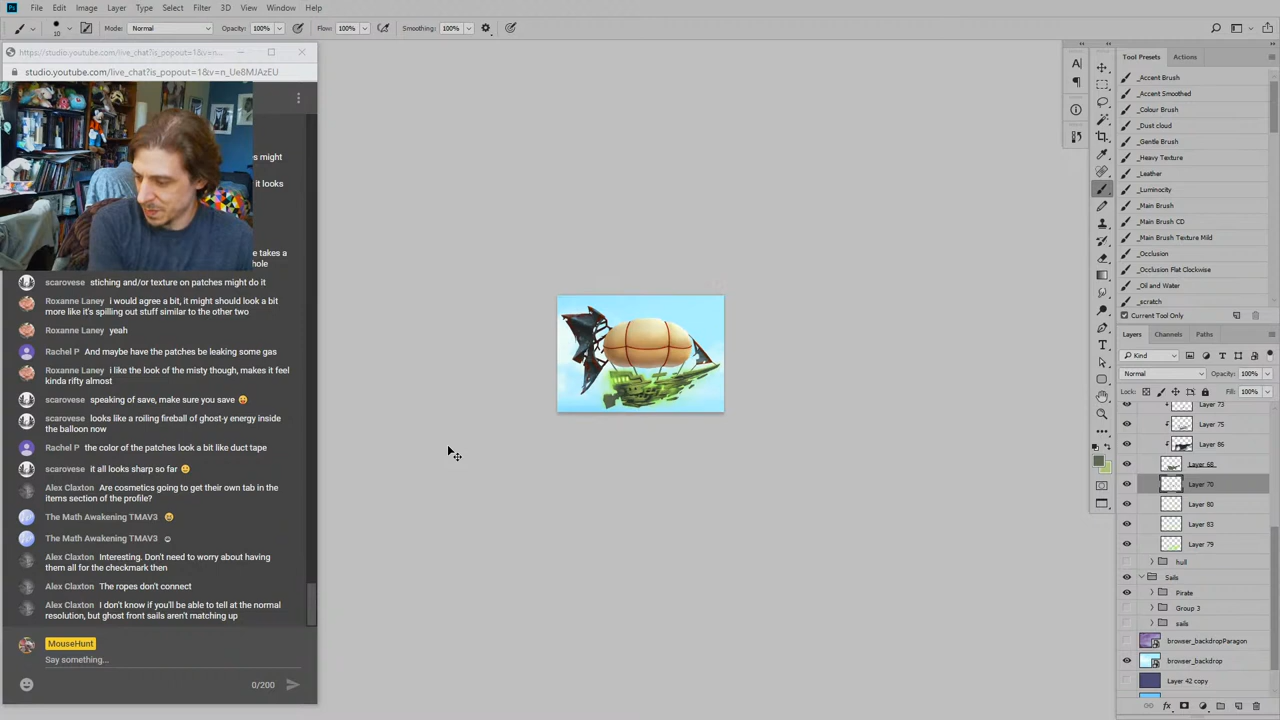 Ps File Edit Image Layer Type Select Filter 3D View Window Help
10 Mode: Normal Opacity: 100% Flow: 100% Smoothing: 100%
https://studio.youtube.com/live_chat?is_popout=1&v=n_...
studio.youtube.com/live_chat?is_popout=1&v=n_Ue8MJAzEU
s might
it looks
e takes a
hole
scarovese stiching and/or texture on patches might do it
Roxanne Laney i would agree a bit, it might should look a bit
more like it's spilling out stuff similar to the other two
Roxanne Laney yeah
Rachel P And maybe have the patches be leaking some gas
Roxanne Laney i like the look of the misty though, makes it feel
kinda rifty almost
scarovese speaking of save, make sure you save 😝
scarovese looks like a roiling fireball of ghost-y energy inside
the balloon now
Rachel P the color of the patches look a bit like duct tape
scarovese it all looks sharp so far 🙂
Alex Claxton Are cosmetics going to get their own tab in the
items section of the profile?
The Math Awakening TMAV3 😄
The Math Awakening TMAV3 ☺
Alex Claxton Interesting. Don't need to worry about having
them all for the checkmark then
Alex Claxton The ropes don't connect
Alex Claxton I don't know if you'll be able to tell at the normal
resolution, but ghost front sails aren't matching up
MouseHunt
Say something...
0/200
Tool Presets Actions
_Accent Brush
_Accent Smoothed
_Colour Brush
_Dust cloud
_Gentle Brush
_Heavy Texture
_Leather
_Luminocity
_Main Brush
_Main Brush CD
_Main Brush Texture Mild
_Occlusion
_Occlusion Flat Clockwise
_Oil and Water
_scratch
Current Tool Only
Layers Channels Paths
Kind
Normal Opacity: 100%
Lock: Fill: 100%
Layer 73
Layer 75
Layer 86
Layer 68
Layer 70
Layer 80
Layer 83
Layer 79
hull
Sails
Pirate
Group 3
sails
browser_backdropParagon
browser_backdrop
Layer 42 copy